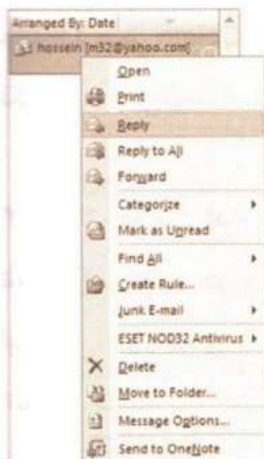 Arranged By: Date
hossein [m32@yahoo.com]
Open
Print
Reply
Reply to All
Forward
Categorize
Mark as Unread
Find All
Create Rule...
Junk E-mail
ESET NOD32 Antivirus
Delete
Move to Folder...
Message Options...
Send to OneNote